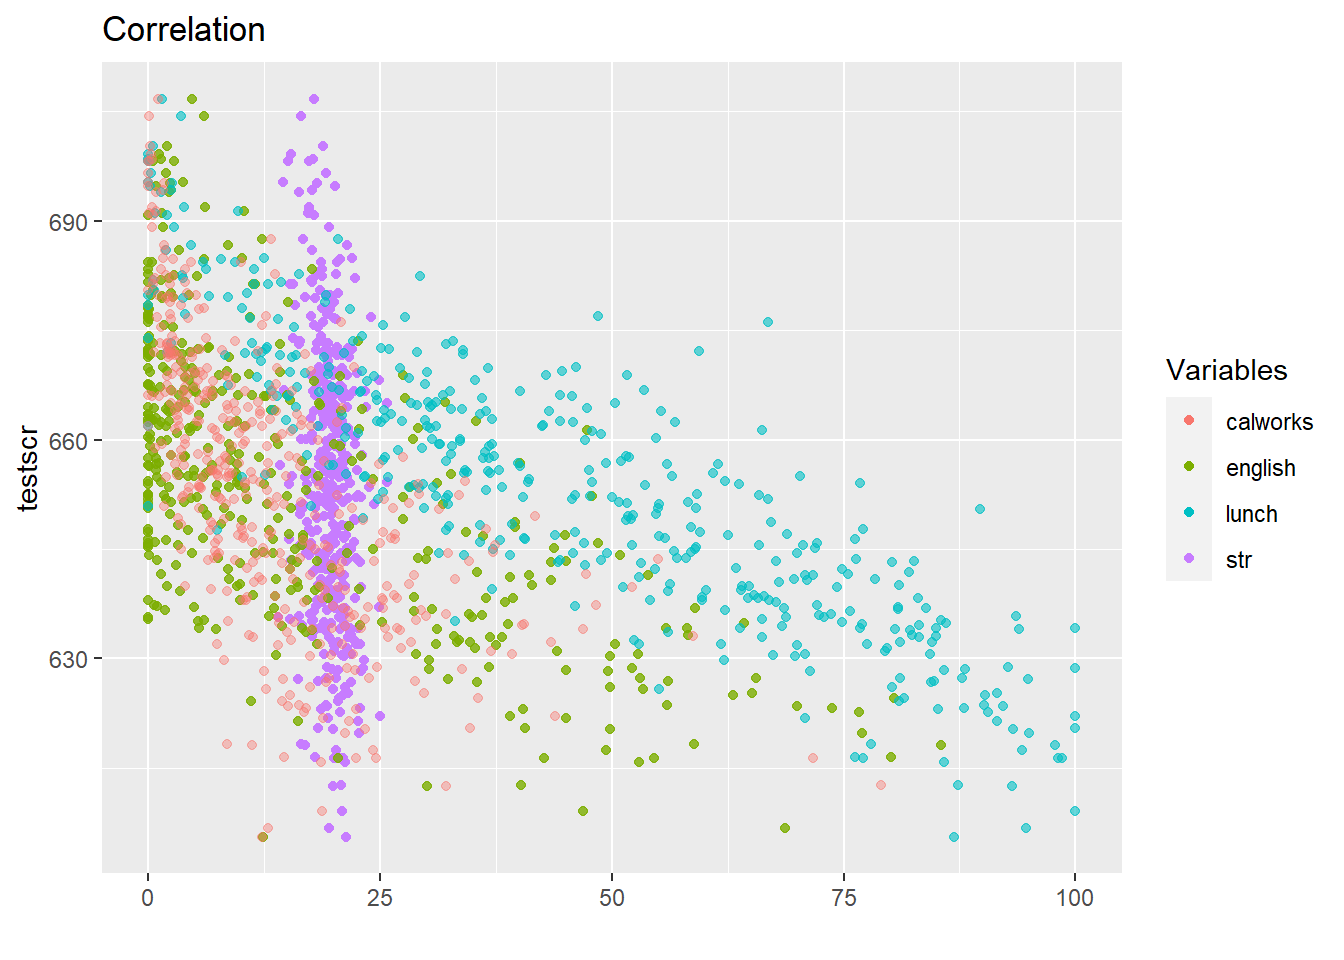 Correlation
testscr
690
660
630
0
25
50
75
100
Variables
calworks
english
lunch
str